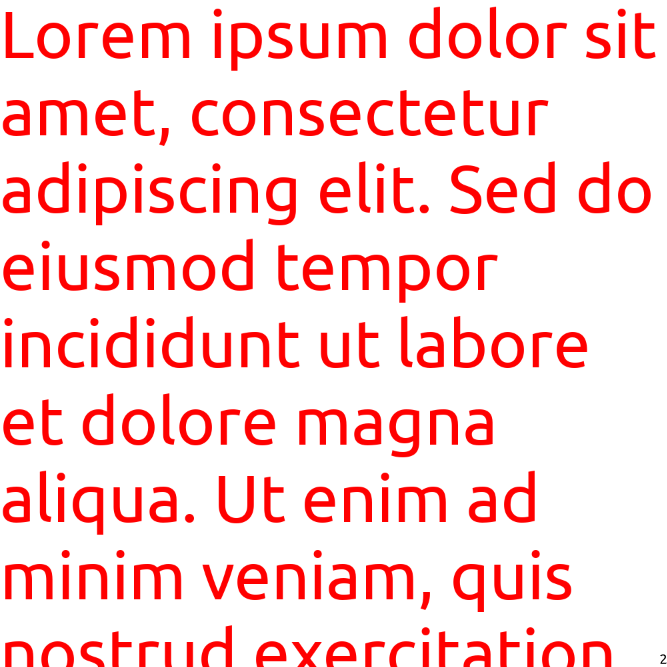 Lorem ipsum dolor sit
amet, consectetur
adipiscing elit. Sed do
eiusmod tempor
incididunt ut labore
et dolore magna
aliqua. Ut enim ad
minim veniam, quis
nostrud exercitation
2